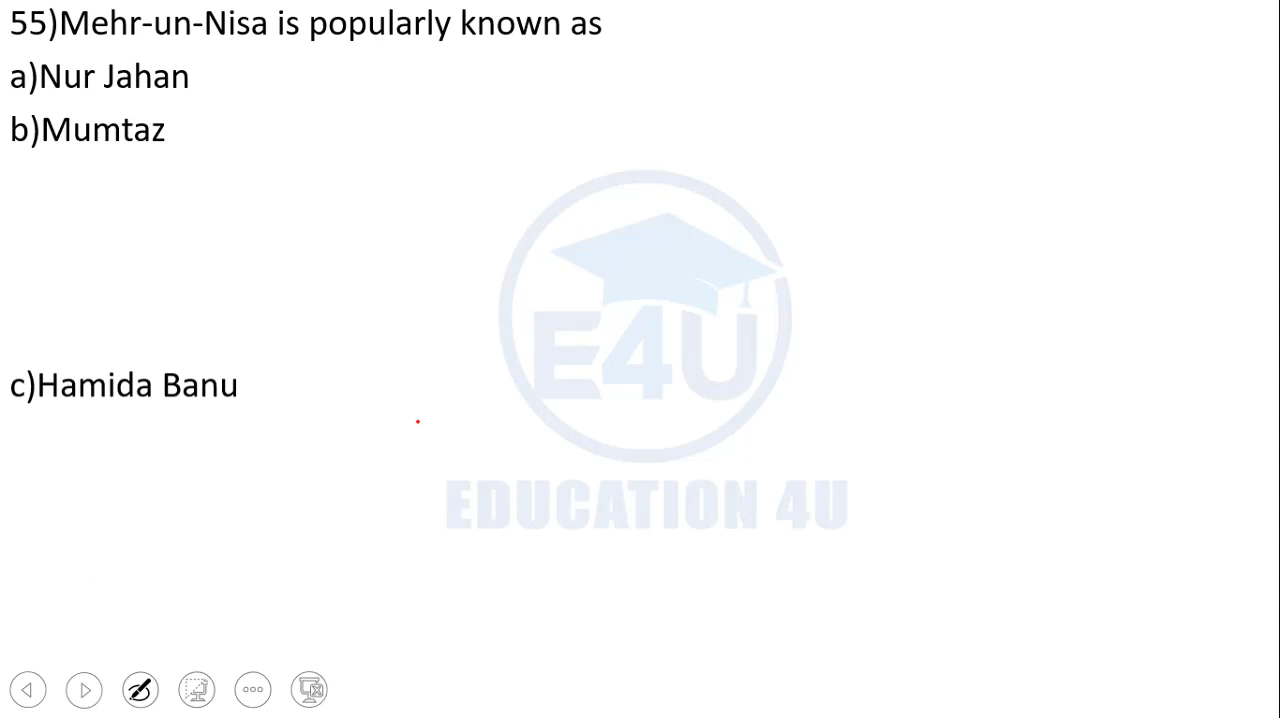 55)Mehr-un-Nisa is popularly known as
a)Nur Jahan
b)Mumtaz
c)Hamida Banu
E4U
EDUCATION 4U